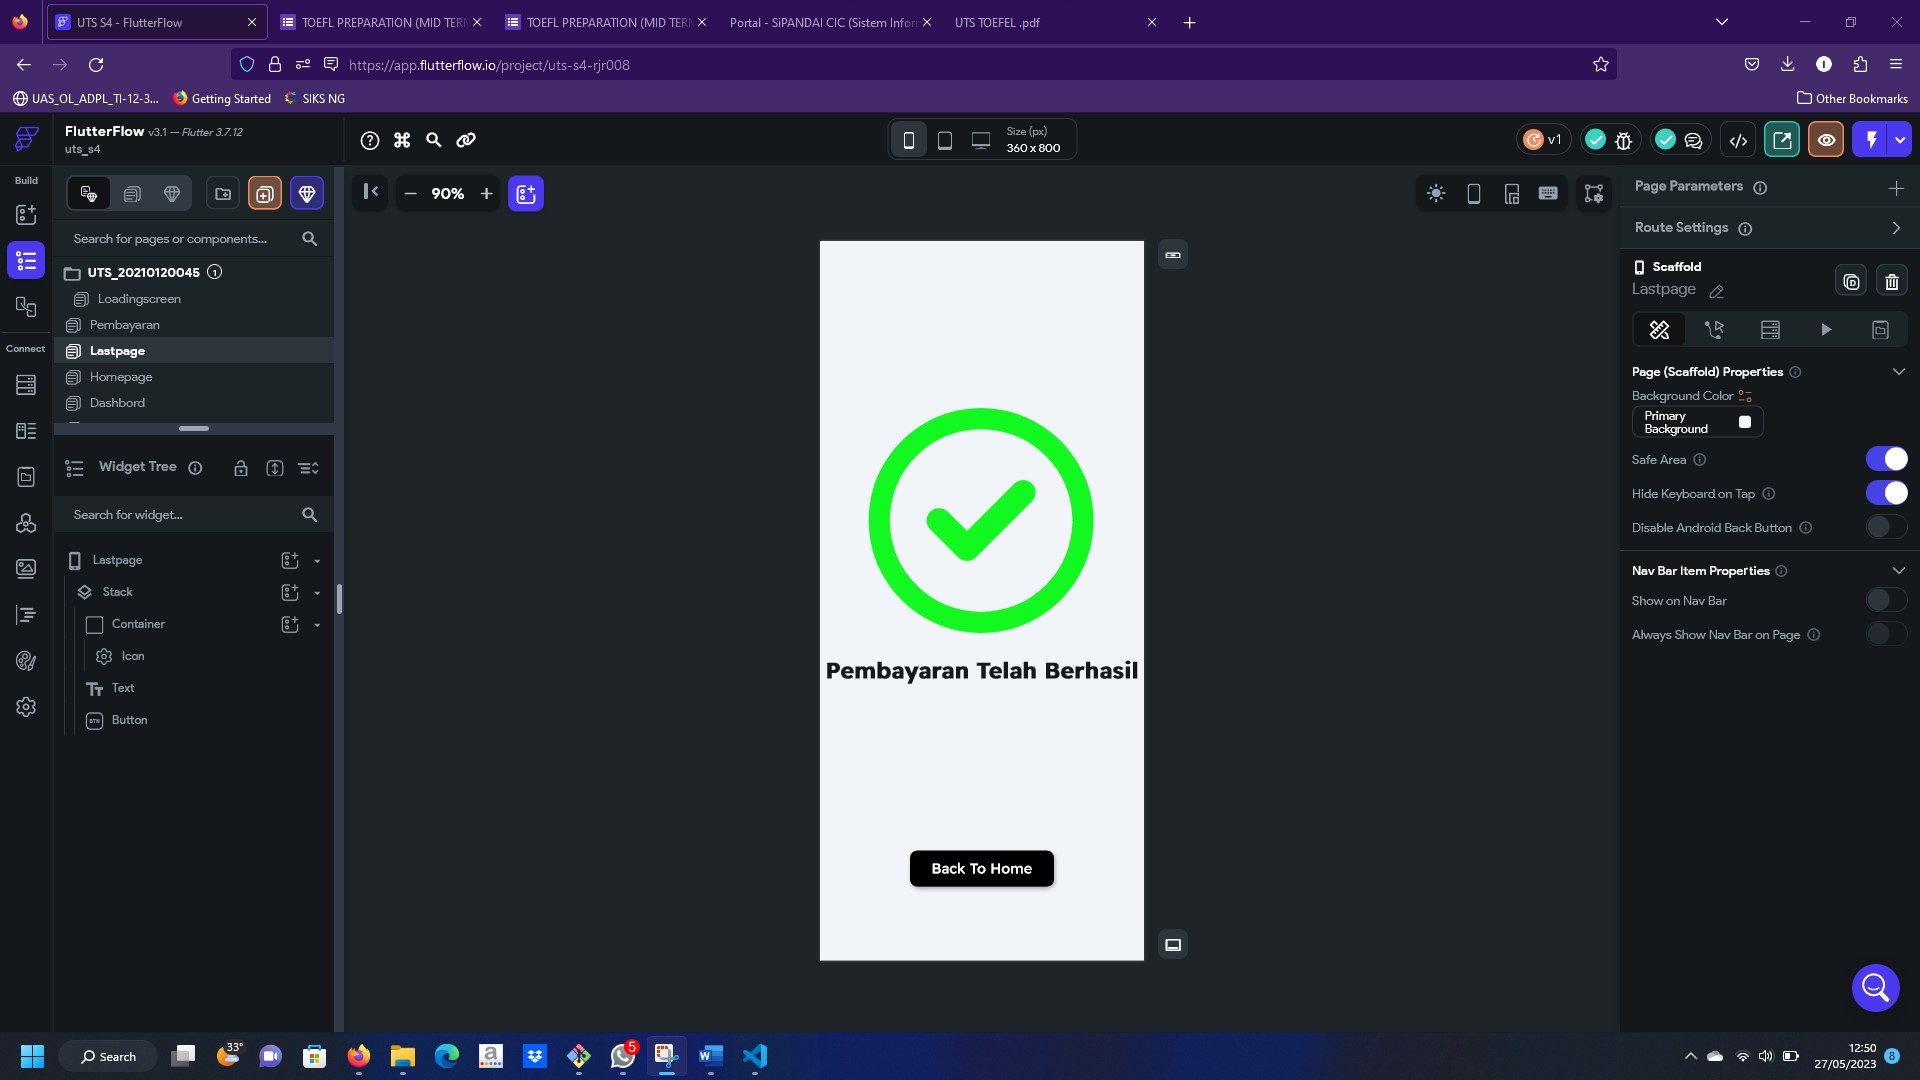 UTS S4 - FlutterFlow
TOEFL PREPARATION (MID TERM
TOEFL PREPARATION (MID TERM
Portal - SiPANDAI CIC (Sistem Infor
UTS TOEFEL .pdf
https://app.flutterflow.io/project/uts-s4-rjr008
UAS_OL_ADPL_TI-12-3...
Getting Started
SIKS NG
Other Bookmarks
FlutterFlow v3.1 — Flutter 3.7.12
uts_s4
Size (px)
360 x 800
v1
Build
90%
Page Parameters
Search for pages or components...
Route Settings
UTS_20210120045 1
Loadingscreen
Pembayaran
Connect
Lastpage
Homepage
Dashbord
Scaffold
Lastpage
Page (Scaffold) Properties
Background Color
Primary
Background
Safe Area
Hide Keyboard on Tap
Disable Android Back Button
Nav Bar Item Properties
Show on Nav Bar
Always Show Nav Bar on Page
Widget Tree
Search for widget...
Lastpage
Stack
Container
Icon
Text
Button
BTN
Pembayaran Telah Berhasil
Back To Home
Search
33°
5
12:50
27/05/2023
8